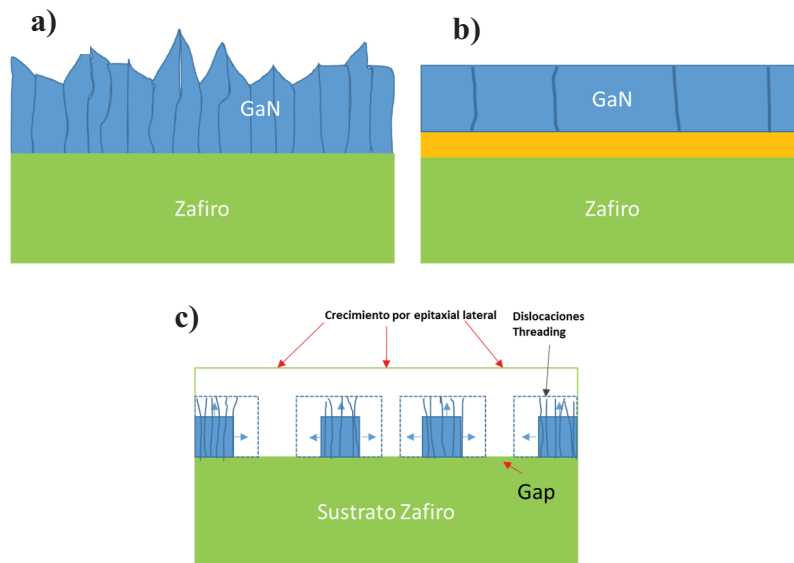 a)
GaN
Zafiro
b)
GaN
Zafiro
c)
Crecimiento por epitaxial lateral
Dislocaciones
Threading
Gap
Sustrato Zafiro